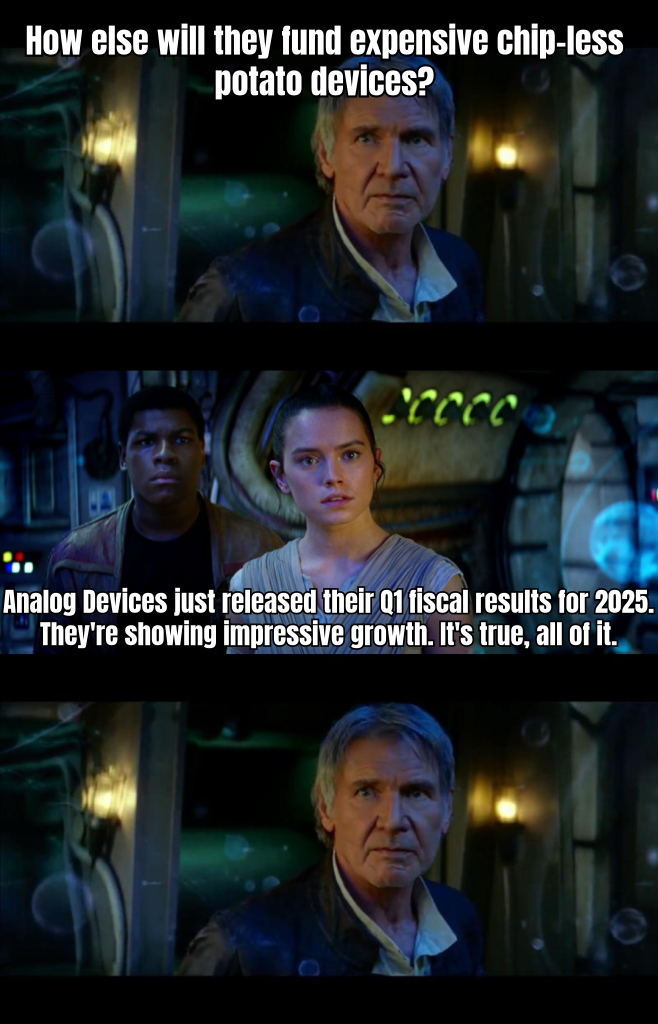 How else will they fund expensive chip-less
potato devices?
Analog Devices just released their Q1 fiscal results for 2025.
They're showing impressive growth. It's true, all of it.